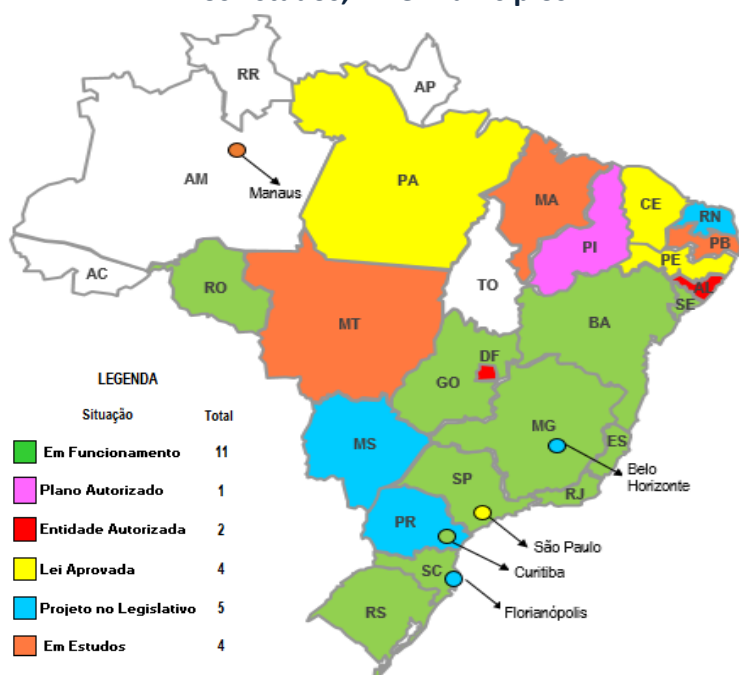 RR
AP
AM
Manaus
PA
MA
CE
RN
PB
PI
PE
AL
SE
AC
RO
TO
MT
BA
DF
GO
MG
ES
Belo
Horizonte
MS
SP
RJ
São Paulo
PR
Curitiba
SC
Florianópolis
RS
LEGENDA
Situação Total
Em Funcionamento 11
Plano Autorizado 1
Entidade Autorizada 2
Lei Aprovada 4
Projeto no Legislativo 5
Em Estudos 4